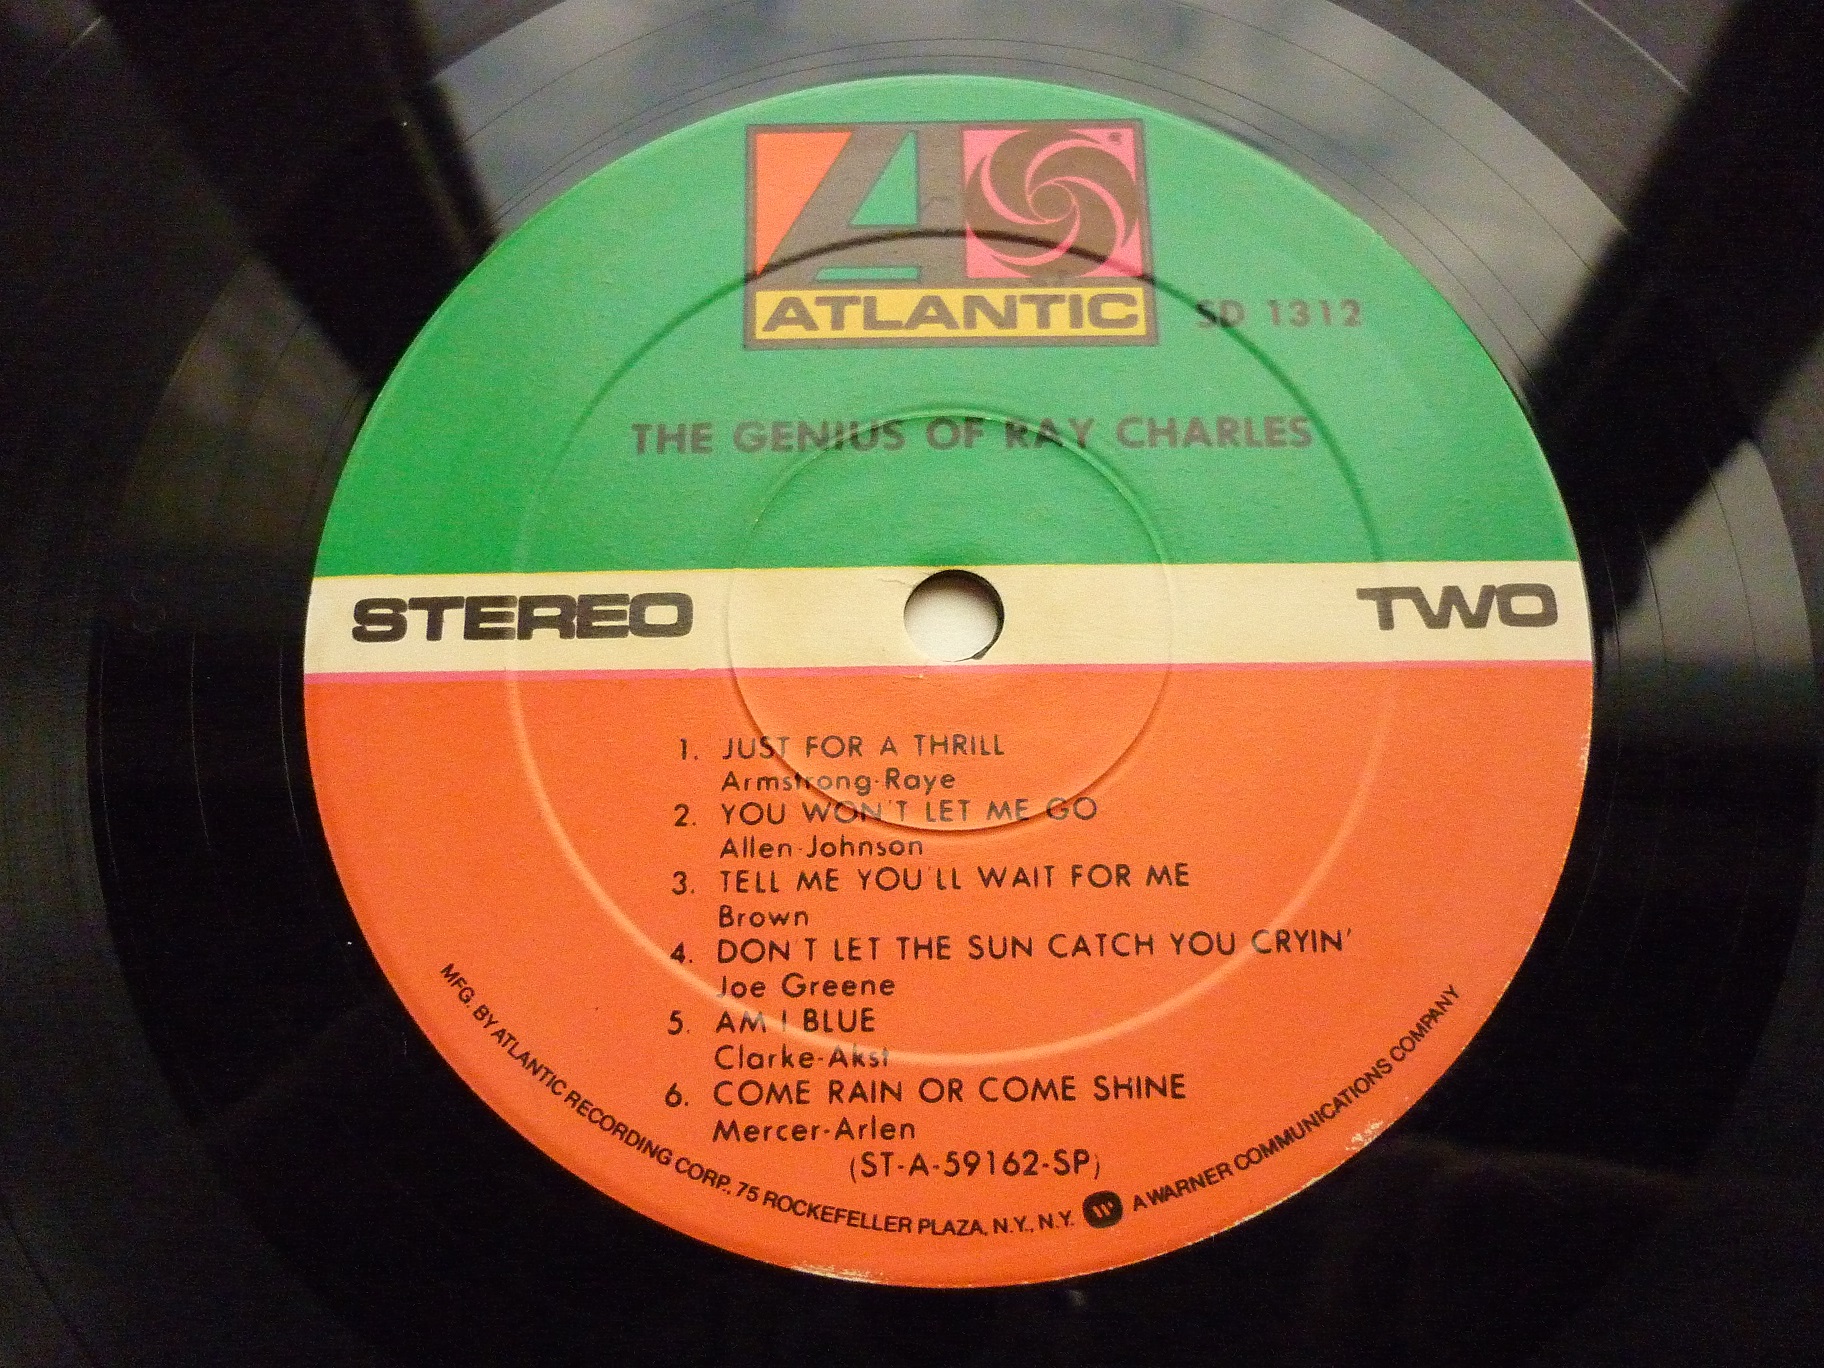 ATLANTIC
SD 1312
THE GENIUS OF RAY CHARLES
STEREO
TWO
1. JUST FOR A THRILL
Armstrong-Raye
2. YOU WON'T LET ME GO
Allen-Johnson
3. TELL ME YOU'LL WAIT FOR ME
Brown
4. DON'T LET THE SUN CATCH YOU CRYIN'
Joe Greene
5. AM I BLUE
Clarke-Akst
6. COME RAIN OR COME SHINE
Mercer-Arlen
(ST-A-59162-SP)
MFG. BY ATLANTIC RECORDING CORP., 75 ROCKEFELLER PLAZA, N.Y., N.Y. A WARNER COMMUNICATIONS COMPANY